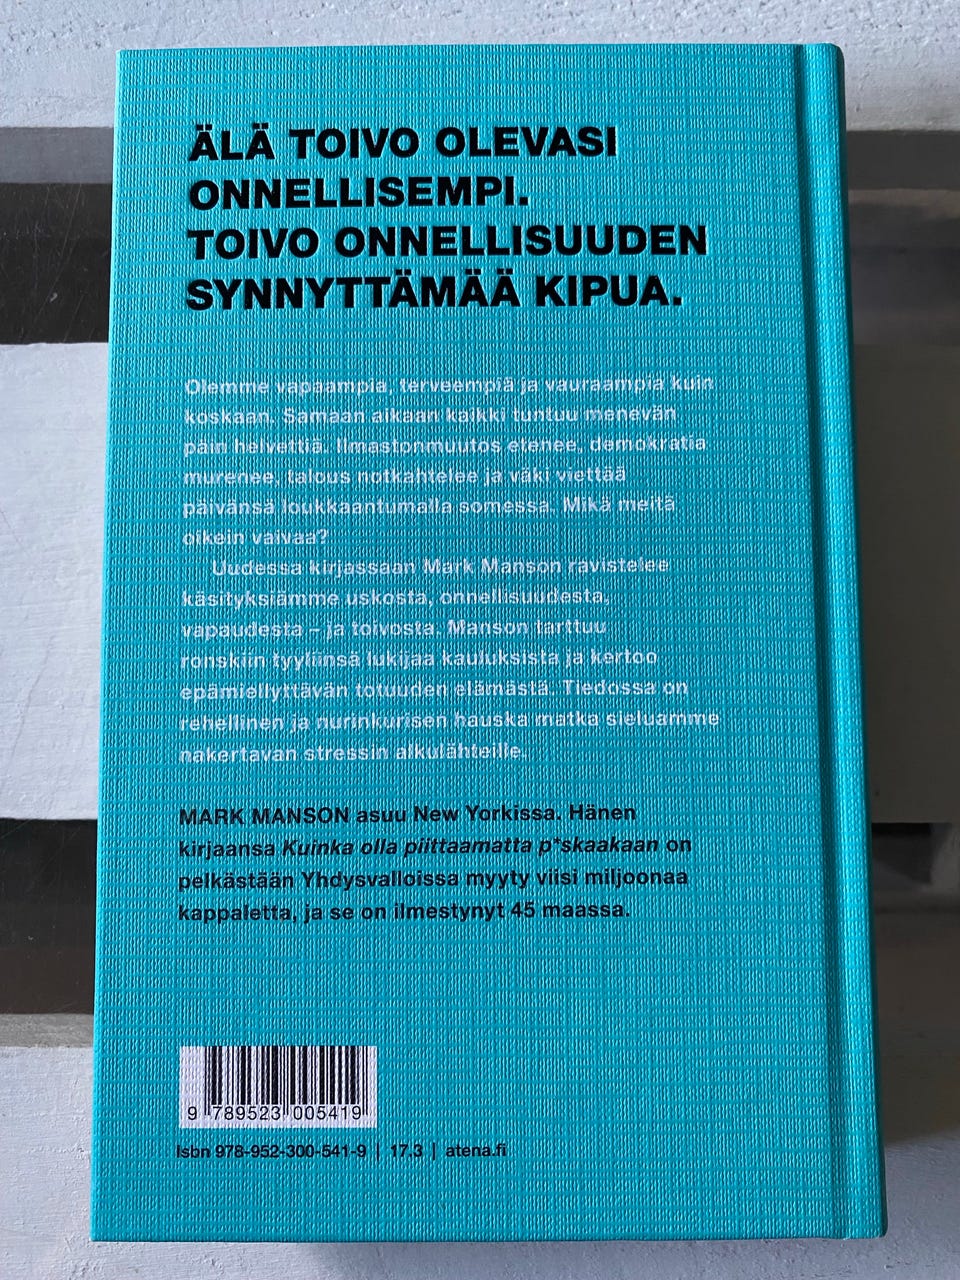 ÄLÄ TOIVO OLEVASI
ONNELLISEMPI.
TOIVO ONNELLISUUDEN
SYNNYTTÄMÄÄ KIPUA.
Olemme vapaampia, terveempiä ja vauraampia kuin
koskaan. Samaan aikaan kaikki tuntuu menevän
päin helvettiä. Ilmastonmuutos etenee, demokratia
murenee, talous notkahtelee ja väki viettää
päivänsä loukkaantumalla somessa. Mikä meitä
oikein vaivaa?
Uudessa kirjassaan Mark Manson ravistelee
käsityksiämme uskosta, onnellisuudesta,
vapaudesta – ja toivosta. Manson tarttuu
ronskiin tyyliinsä lukijaa kauluksista ja kertoo
epämiellyttävän totuuden elämästä. Tiedossa on
rehellinen ja nurinkurisen hauska matka sieluamme
nakertavan stressin alkulähteille.
MARK MANSON asuu New Yorkissa. Hänen
kirjaansa Kuinka olla piittaamatta p*skaakaan on
pelkästään Yhdysvalloissa myyty viisi miljoonaa
kappaletta, ja se on ilmestynyt 45 maassa.
9 789523 005419
Isbn 978-952-300-541-9 | 17.3 | atena.fi